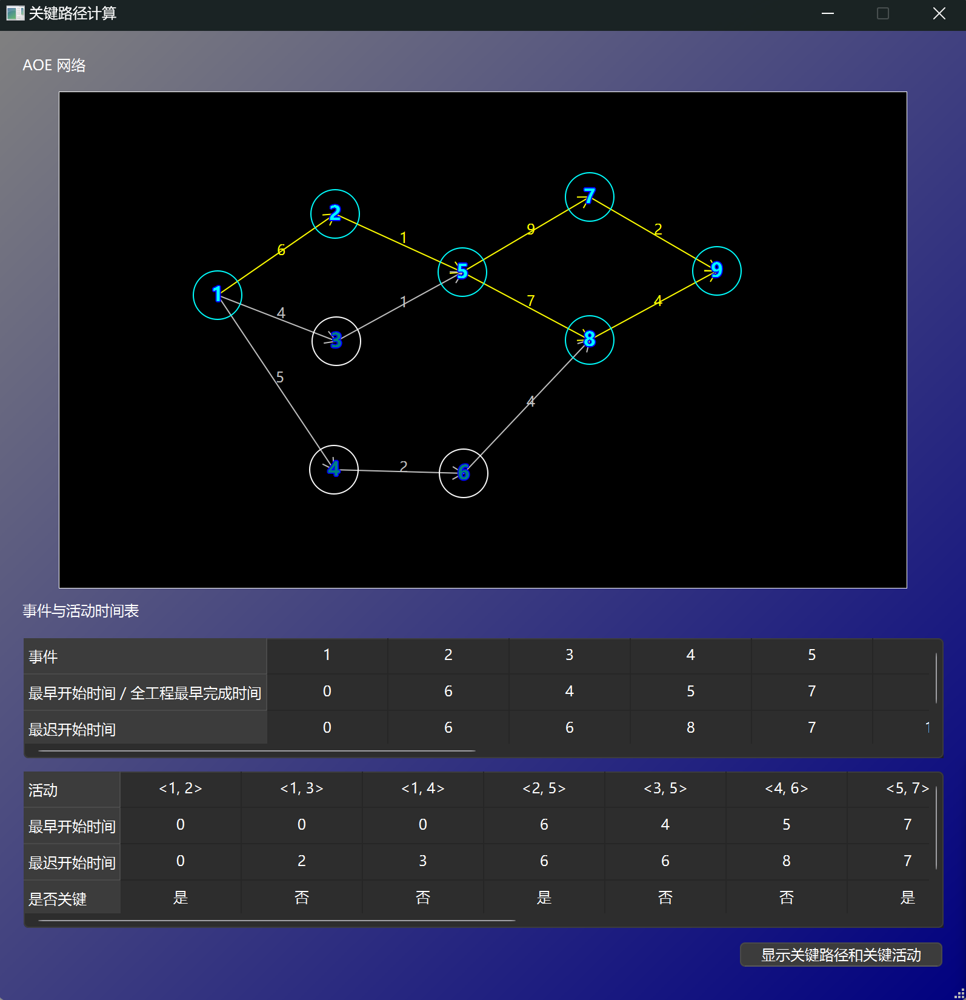 关键路径计算
AOE 网络
7
2
9
2
1
6
9
5
1
7
4
1
4
3
8
5
4
4
2
6
事件与活动时间表
事件 1 2 3 4 5
最早开始时间 / 全工程最早完成时间 0 6 4 5 7
最迟开始时间 0 6 6 8 7 1
活动 <1, 2> <1, 3> <1, 4> <2, 5> <3, 5> <4, 6> <5, 7>
最早开始时间 0 0 0 6 4 5 7
最迟开始时间 0 2 3 6 6 8 7
是否关键 是 否 否 是 否 否 是
显示关键路径和关键活动